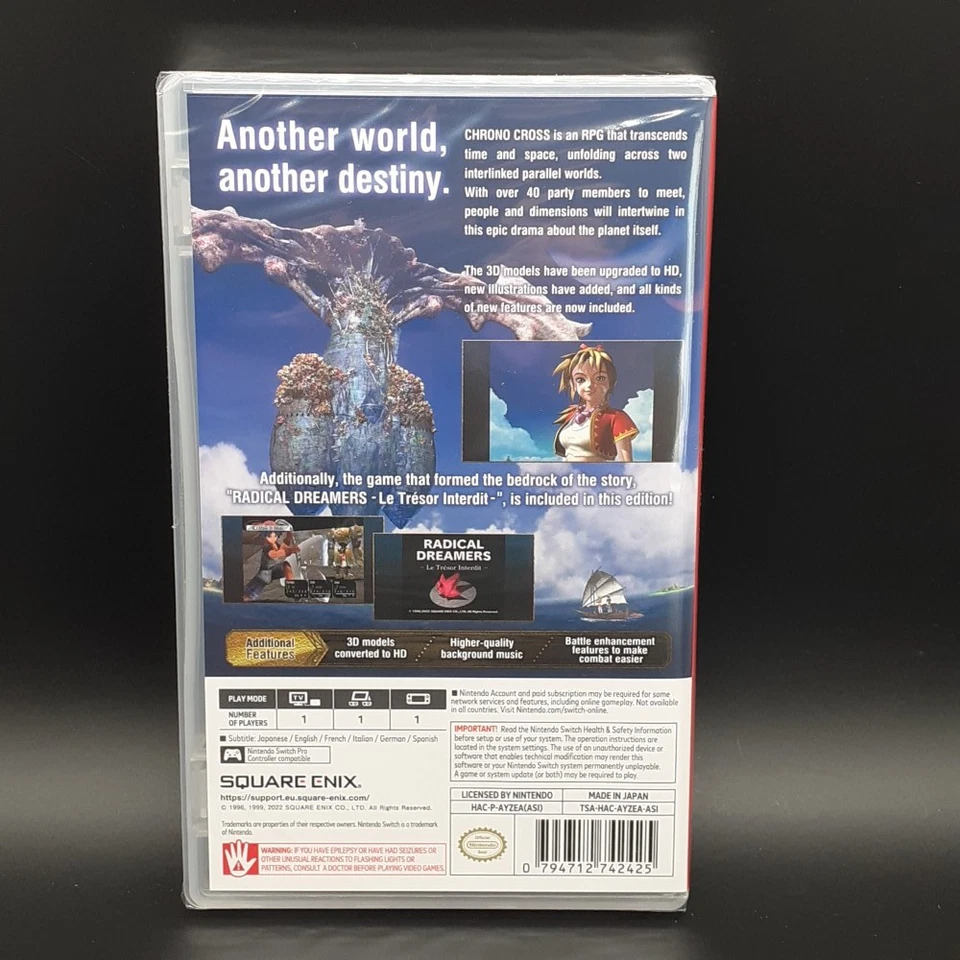 Another world,
another destiny.
CHRONO CROSS is an RPG that transcends
time and space, unfolding across two
interlinked parallel worlds.
With over 40 party members to meet,
people and dimensions will intertwine in
this epic drama about the planet itself.
The 3D models have been upgraded to HD,
new illustrations have added, and all kinds
of new features are now included.
Additionally, the game that formed the bedrock of the story,
"RADICAL DREAMERS - Le Trésor Interdit -", is included in this edition!
RADICAL
DREAMERS
- Le Trésor Interdit -
Additional
Features
3D models
converted to HD
Higher-quality
background music
Battle enhancement
features to make
combat easier
PLAY MODE
TV
NUMBER
OF PLAYERS
1
1
1
Subtitle: Japanese / English / French / Italian / German / Spanish
Nintendo Switch Pro
Controller compatible
SQUARE ENIX®
https://support.eu.square-enix.com/
© 1996, 1999, 2022 SQUARE ENIX CO., LTD. All Rights Reserved.
Trademarks are properties of their respective owners. Nintendo Switch is a trademark
of Nintendo.
WARNING: IF YOU HAVE EPILEPSY OR HAVE HAD SEIZURES OR
OTHER UNUSUAL REACTIONS TO FLASHING LIGHTS OR
PATTERNS, CONSULT A DOCTOR BEFORE PLAYING VIDEO GAMES.
Nintendo Account and paid subscription may be required for some
network services and features, including online gameplay. Not available
in all countries. Visit Nintendo.com/switch-online.
IMPORTANT! Read the Nintendo Switch Health & Safety Information
before setup or use of your system. The operation instructions are
located in the system settings. The use of an unauthorized device or
software that enables technical modification may render this
or your Nintendo Switch system permanently unplayable.
A game or system update (or both) may be required to play.
LICENSED BY NINTENDO
MADE IN JAPAN
HAC-P-AYZEA(ASI)
TSA-HAC-AYZEA-ASI
Official
Nintendo
Seal
0 794712 742425